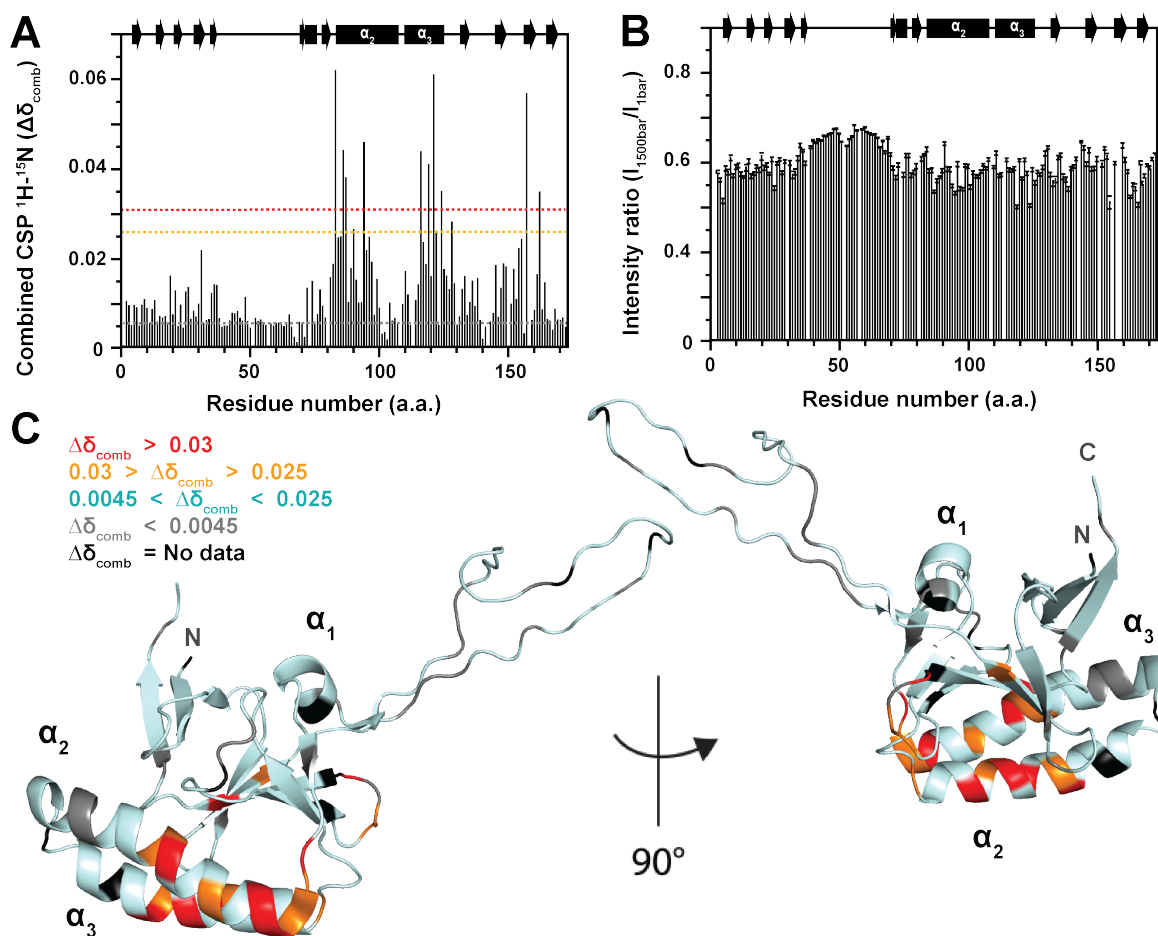 A
α2
α3
Combined CSP 1H-15N (Δδcomb)
0.06
0.04
0.02
0
0
50
100
150
Residue number (a.a.)
B
α2
α3
Intensity ratio (I1500bar/I1bar)
0.8
0.6
0.4
0.2
0
0
50
100
150
Residue number (a.a.)
C
Δδcomb > 0.03
0.03 > Δδcomb > 0.025
0.0045 < Δδcomb < 0.025
Δδcomb < 0.0045
Δδcomb = No data
N
α1
α2
α3
90°
C
N
α1
α3
α2